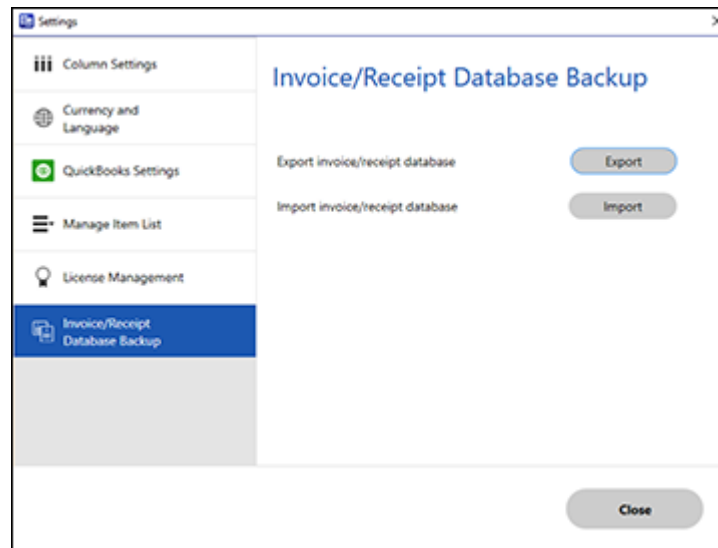 Settings
Column Settings
Currency and
Language
QuickBooks Settings
Manage Item List
License Management
Invoice/Receipt
Database Backup
Invoice/Receipt Database Backup
Export invoice/receipt database
Export
Import invoice/receipt database
Import
Close